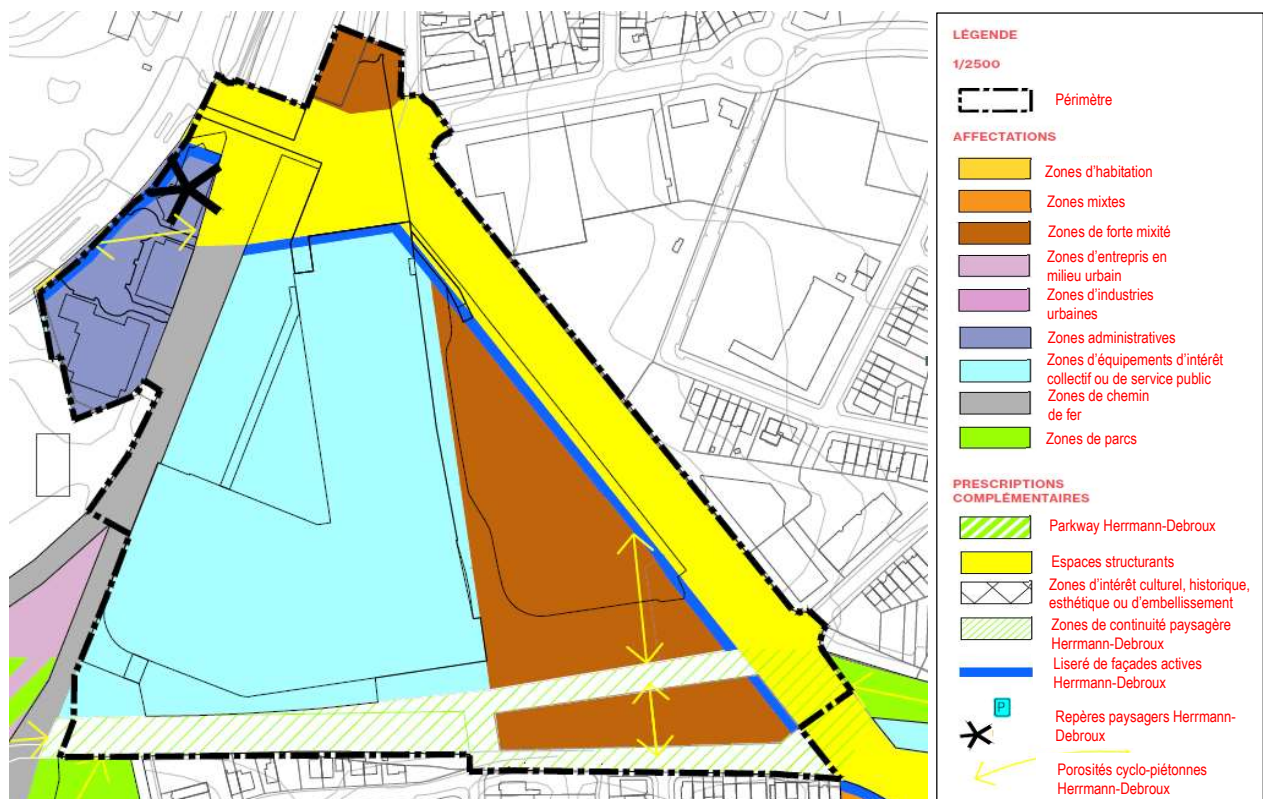 LÉGENDE
1/2500
Périmètre
AFFECTATIONS
Zones d'habitation
Zones mixtes
Zones de forte mixité
Zones d'entrepris en
milieu urbain
Zones d'industries
urbaines
Zones administratives
Zones d'équipements d'intérêt
collectif ou de service public
Zones de chemin
de fer
Zones de parcs
PRESCRIPTIONS
COMPLÉMENTAIRES
Parkway Herrmann-Debroux
Espaces structurants
Zones d'intérêt culturel, historique,
esthétique ou d'embellissement
Zones de continuité paysagère
Herrmann-Debroux
Liseré de façades actives
Herrmann-Debroux
P
Repères paysagers Herrmann-
Debroux
Porosités cyclo-piétonnes
Herrmann-Debroux